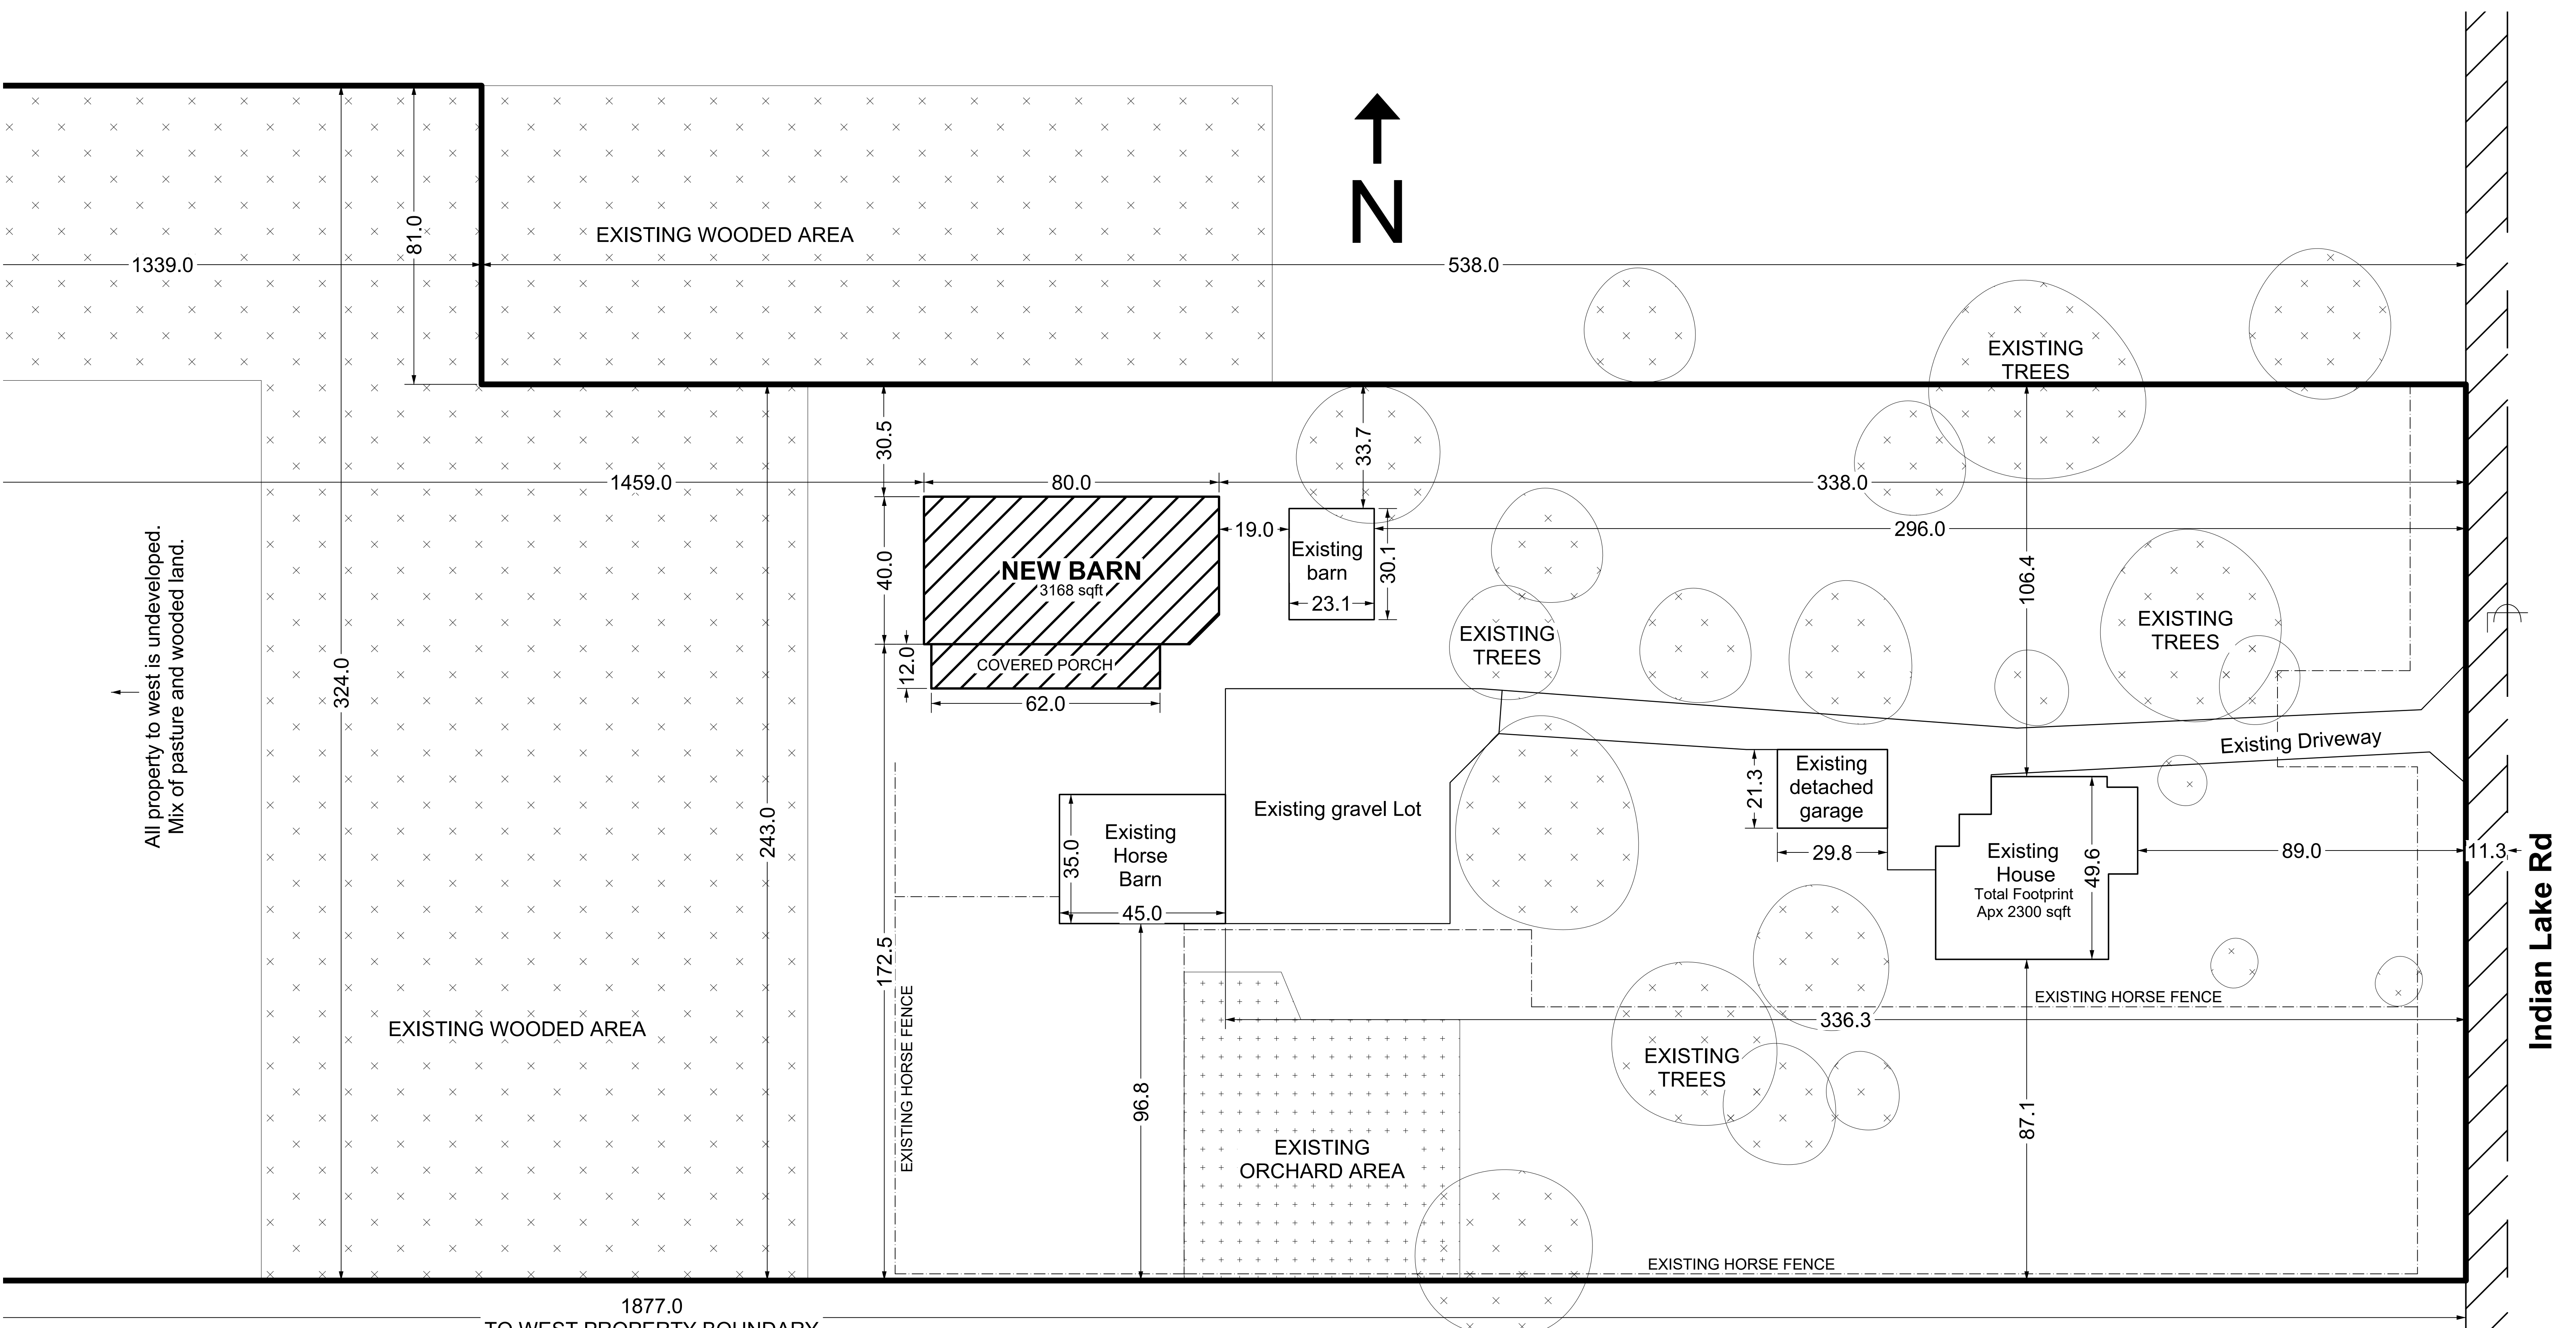 N
EXISTING WOODED AREA
81.0
1339.0
538.0
EXISTING
TREES
30.5
33.7
1459.0
80.0
338.0
19.0
296.0
NEW BARN
3168 sqft
40.0
Existing
barn
30.1
23.1
106.4
All property to west is undeveloped.
Mix of pasture and wooded land.
324.0
12.0
COVERED PORCH
62.0
EXISTING
TREES
EXISTING
TREES
Existing Driveway
243.0
Existing
Horse
Barn
35.0
45.0
Existing gravel Lot
21.3
Existing
detached
garage
29.8
Existing
House
Total Footprint
Apx 2300 sqft
49.6
89.0
11.3
Indian Lake Rd
172.5
EXISTING WOODED AREA
EXISTING HORSE FENCE
EXISTING HORSE FENCE
336.3
96.8
EXISTING
TREES
87.1
EXISTING
ORCHARD AREA
EXISTING HORSE FENCE
1877.0
TO WEST PROPERTY BOUNDARY